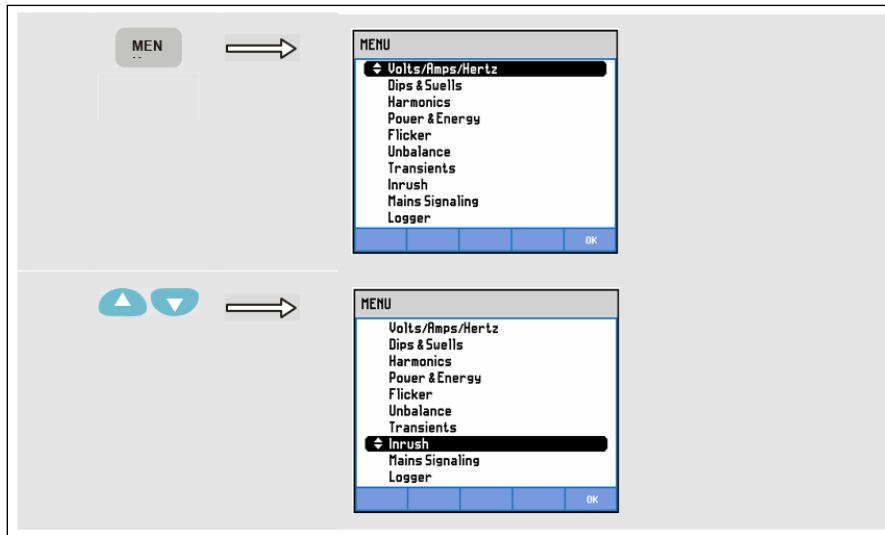 MEN
MENU
Volts/Amps/Hertz
Dips & Swells
Harmonics
Power & Energy
Flicker
Unbalance
Transients
Inrush
Mains Signaling
Logger
OK
MENU
Volts/Amps/Hertz
Dips & Swells
Harmonics
Power & Energy
Flicker
Unbalance
Transients
Inrush
Mains Signaling
Logger
OK